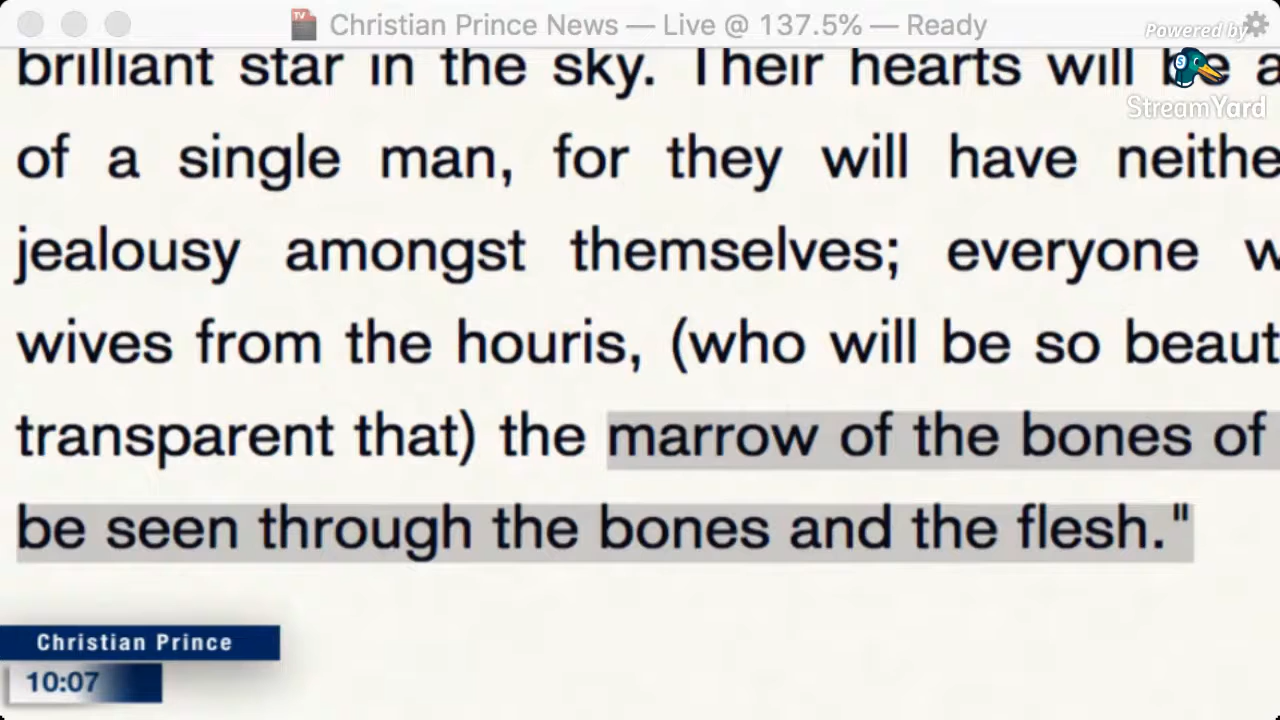 Christian Prince News — Live @ 137.5% — Ready
Powered by
StreamYard
brilliant star in the sky. Their hearts will be
of a single man, for they will have
jealousy amongst themselves; everyone
wives from the houris, (who will be so
transparent that) the marrow of the bones of
be seen through the bones and the flesh."
Christian Prince
10:07